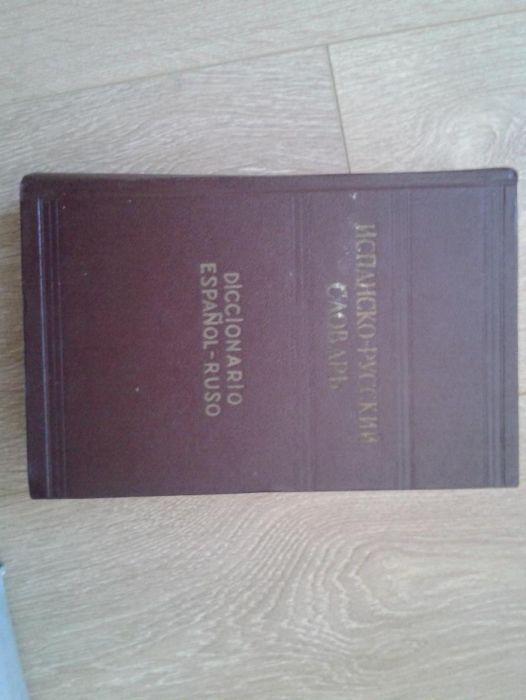 ИСПАНСКО-РУССКИЙ
СЛОВАРЬ
DICCIONARIO
ESPAÑOL-RUSO